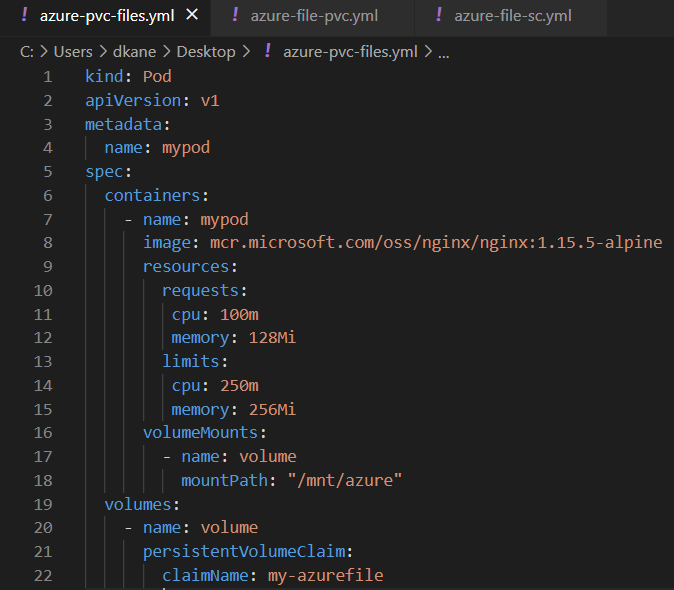 ! azure-pvc-files.yml × ! azure-file-pvc.yml ! azure-file-sc.yml
C: > Users > dkane > Desktop > ! azure-pvc-files.yml > ...
1 kind: Pod
2 apiVersion: v1
3 metadata:
4   name: mypod
5 spec:
6   containers:
7     - name: mypod
8       image: mcr.microsoft.com/oss/nginx/nginx:1.15.5-alpine
9       resources:
10         requests:
11          cpu: 100m
12          memory: 128Mi
13         limits:
14          cpu: 250m
15          memory: 256Mi
16       volumeMounts:
17         - name: volume
18           mountPath: "/mnt/azure"
19   volumes:
20     - name: volume
21       persistentVolumeClaim:
22         claimName: my-azurefile